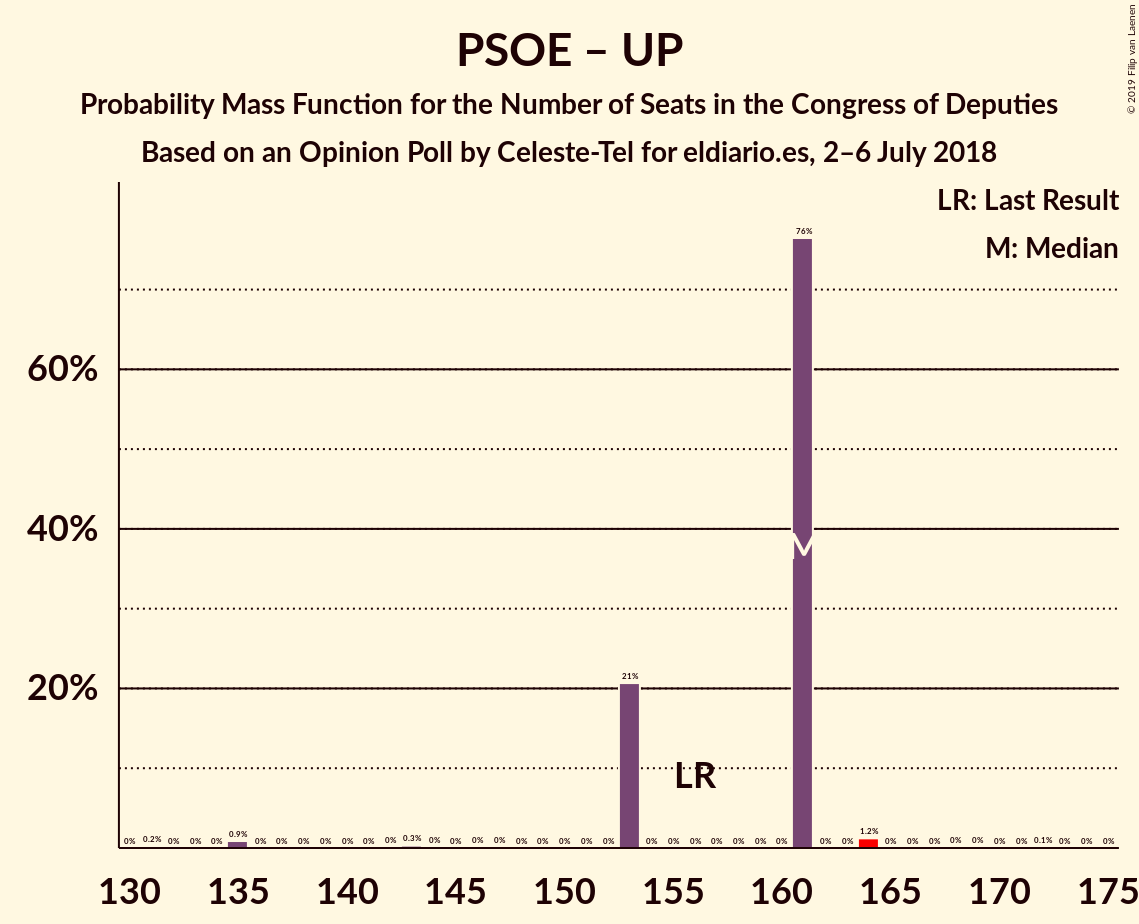 PSOE – UP
Probability Mass Function for the Number of Seats in the Congress of Deputies
Based on an Opinion Poll by Celeste-Tel for eldiario.es, 2–6 July 2018
© 2019 Filip van Laenen
LR: Last Result
M: Median
76%
60%
40%
M
20%
21%
LR
0% 0.2% 0% 0% 0% 0.9% 0% 0% 0% 0% 0% 0% 0% 0.3% 0% 0% 0% 0% 0% 0% 0% 0% 0% 0% 0% 0% 0% 0% 0% 0% 0% 0% 1.2% 0% 0% 0% 0% 0% 0% 0% 0.1% 0% 0% 0%
130 135 140 145 150 155 160 165 170 175